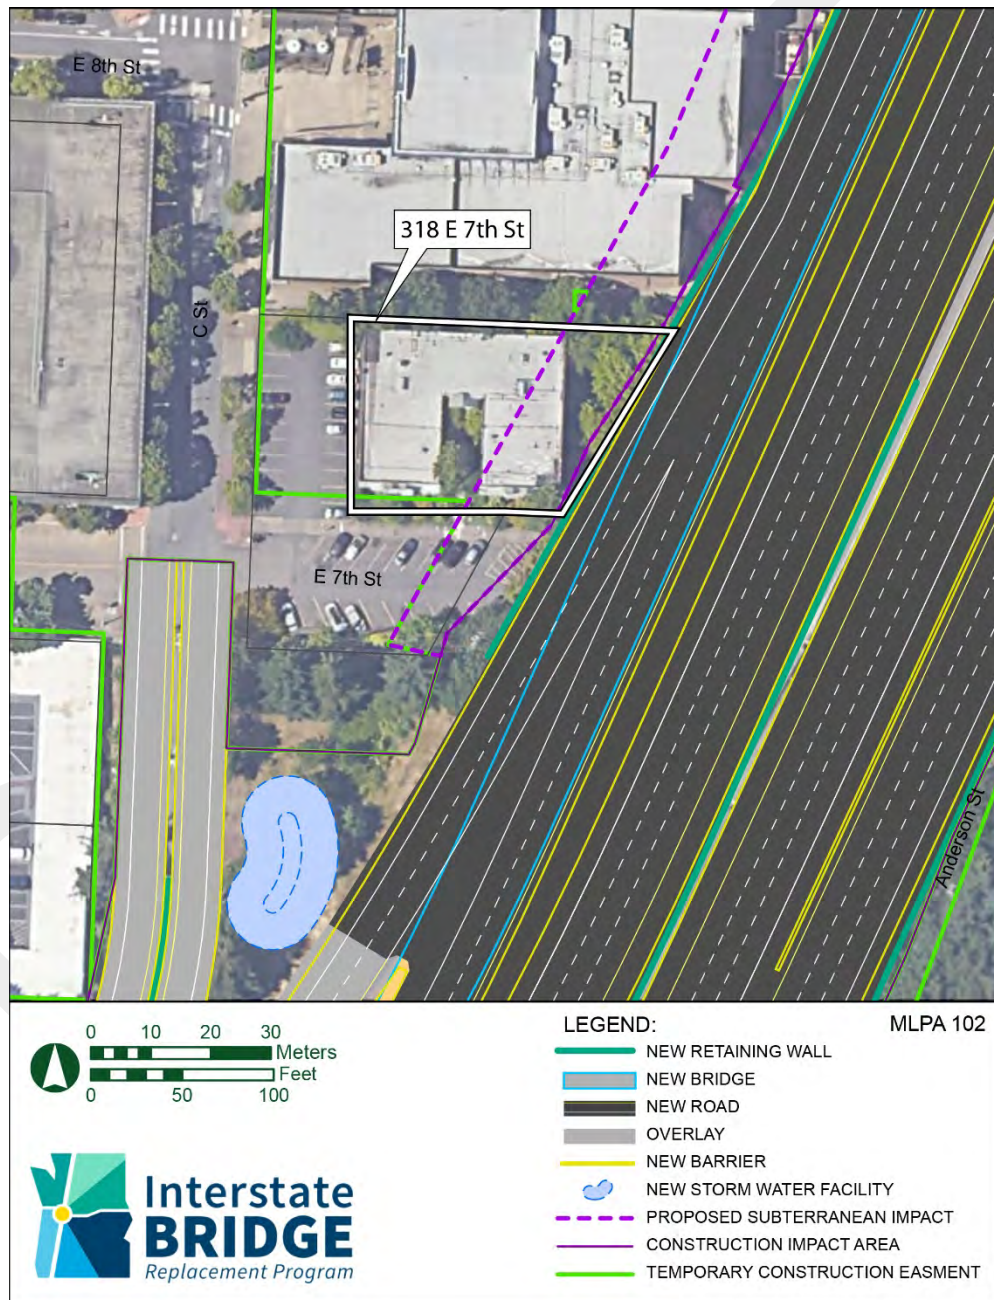 E 8th St
318 E 7th St
C St
E 7th St
Anderson St
LEGEND:
MLPA 102
0 10 20 30
Meters
Feet
0 50 100
NEW RETAINING WALL
NEW BRIDGE
NEW ROAD
OVERLAY
NEW BARRIER
NEW STORM WATER FACILITY
PROPOSED SUBTERRANEAN IMPACT
CONSTRUCTION IMPACT AREA
TEMPORARY CONSTRUCTION EASMENT
Interstate
BRIDGE
Replacement Program